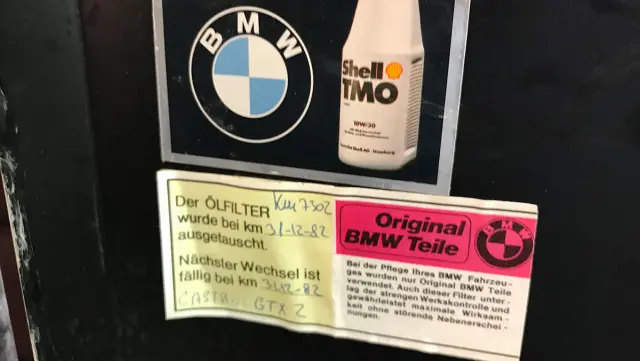 BMW
Shell
TMO
10W/30
Der ÖLFILTER Km 7302
wurde bei km 31-12-82
ausgetauscht.
Nächster Wechsel ist
fällig bei km 31-12-82
CASTROL GTX 2
Original
BMW Teile
BMW
Bei der Pflege Ihres BMW Fahrzeu-
ges wurden nur Original BMW Teile
verwendet. Auch dieser Filter unter-
lag der strengen Werkskontrolle und
gewährleistet maximale Wirksam-
keit ohne störende Nebenerschei-
nungen.